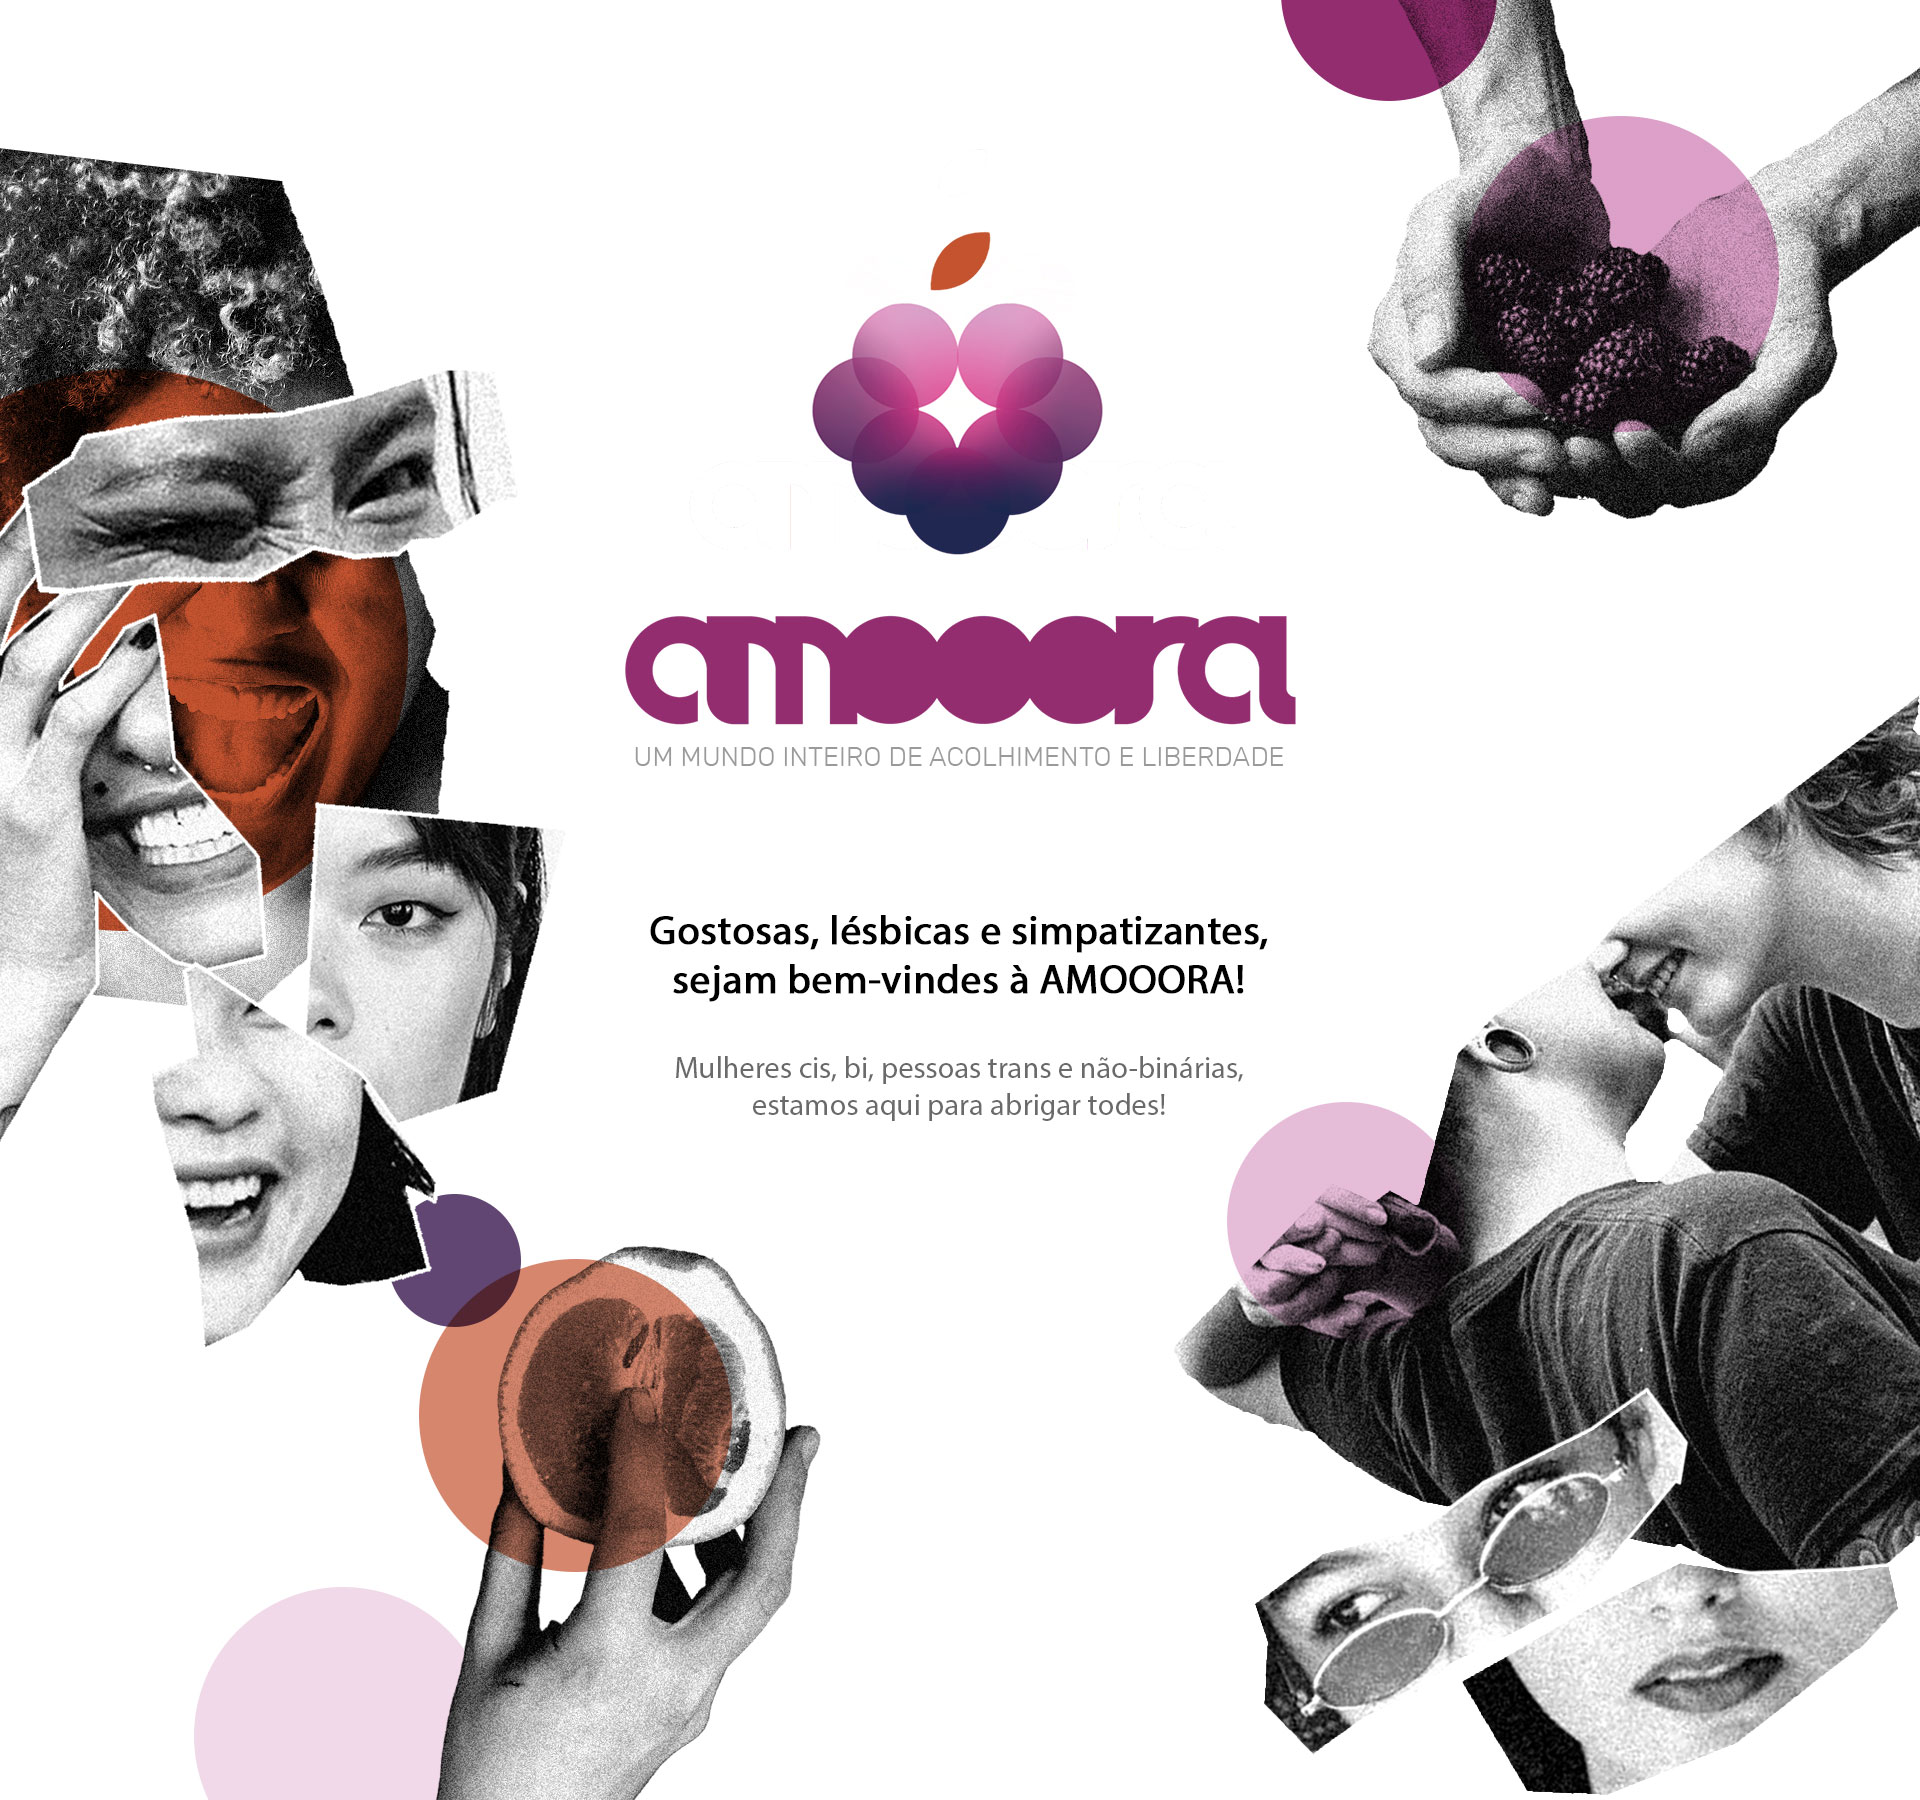 amooora
UM MUNDO INTEIRO DE ACOLHIMENTO E LIBERDADE
Gostosas, lésbicas e simpatizantes,
sejam bem-vindes à AMOOORA!
Mulheres cis, bi, pessoas trans e não-binárias,
estamos aqui para abrigar todes!